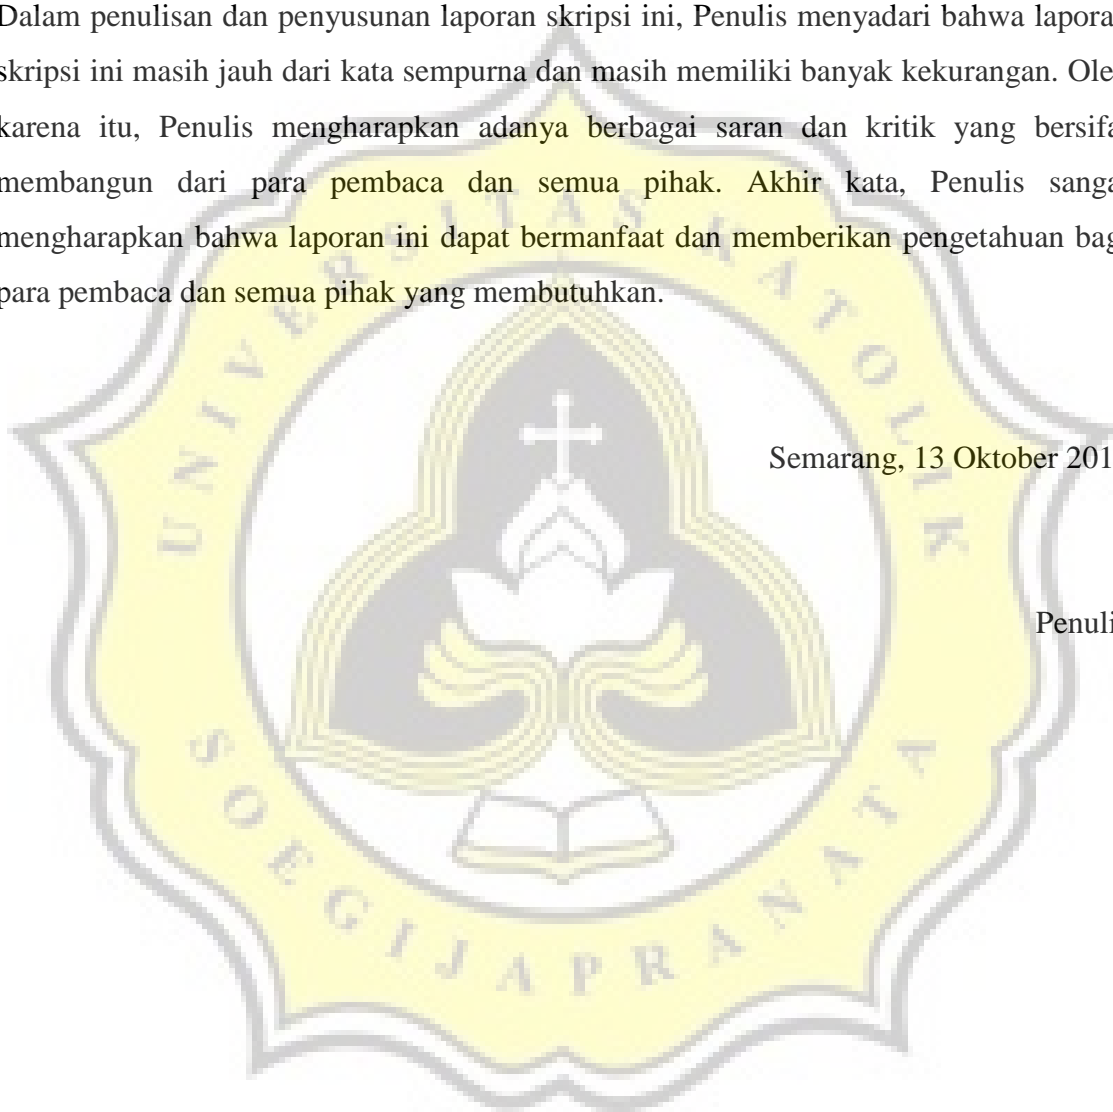 Dalam penulisan dan penyusunan laporan skripsi ini, Penulis menyadari bahwa lapora
skripsi ini masih jauh dari kata sempurna dan masih memiliki banyak kekurangan. Ole
karena itu, Penulis mengharapkan adanya berbagai saran dan kritik yang bersifa
membangun dari para pembaca dan semua pihak. Akhir kata, Penulis sanga
mengharapkan bahwa laporan ini dapat bermanfaat dan memberikan pengetahuan bag
para pembaca dan semua pihak yang membutuhkan.
Semarang, 13 Oktober 201
Penuli
UNIVERSITAS KATOLIK
SOEGIJAPRANATA